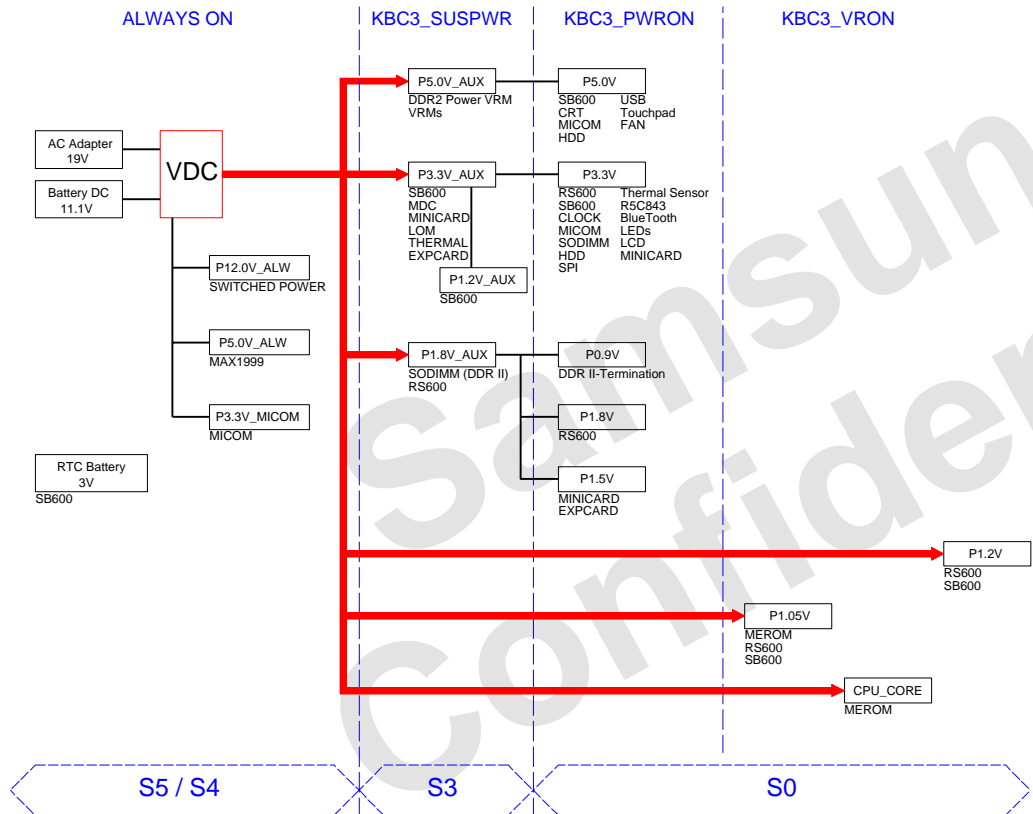 ALWAYS ON
KBC3_SUSPWR
KBC3_PWRON
KBC3_VRON
AC Adapter
19V
Battery DC
11.1V
VDC
P12.0V_ALW
SWITCHED POWER
P5.0V_ALW
MAX1999
P3.3V_MICOM
MICOM
RTC Battery
3V
SB600
P5.0V_AUX
DDR2 Power VRM
VRMs
P3.3V_AUX
SB600
MDC
MINICARD
LOM
THERMAL
EXPCARD
P1.2V_AUX
SB600
P1.8V_AUX
SODIMM (DDR II)
RS600
P5.0V
SB600 USB
CRT Touchpad
MICOM FAN
HDD
P3.3V
RS600 Thermal Sensor
SB600 R5C843
CLOCK BlueTooth
MICOM LEDs
SODIMM LCD
HDD MINICARD
SPI
P0.9V
DDR II-Termination
P1.8V
RS600
P1.5V
MINICARD
EXPCARD
P1.2V
RS600
SB600
P1.05V
MEROM
RS600
SB600
CPU_CORE
MEROM
S5 / S4
S3
S0
Samsun
Confiden